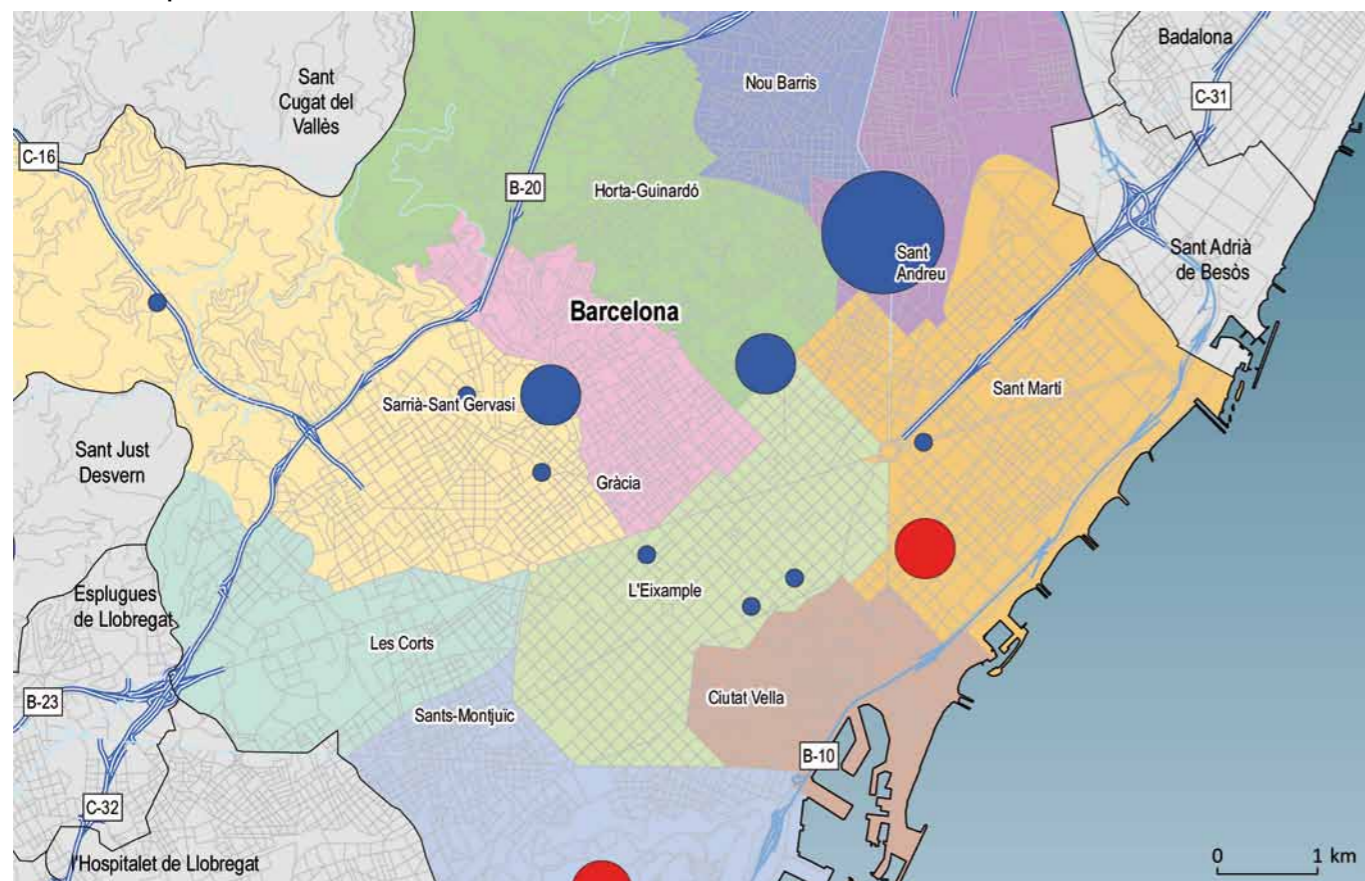 Badalona
Nou Barris
Sant
Cugat del
Vallès
C-31
C-16
B-20
Horta-Guinardó
Sant
Andreu
Sant Adrià
de Besòs
Barcelona
Sant Martí
Sarrià-Sant Gervasi
Sant Just
Desvern
Gràcia
L'Eixample
Esplugues
de Llobregat
Les Corts
B-23
Ciutat Vella
Sants-Montjuïc
B-10
C-32
l'Hospitalet de Llobregat
0 1 km